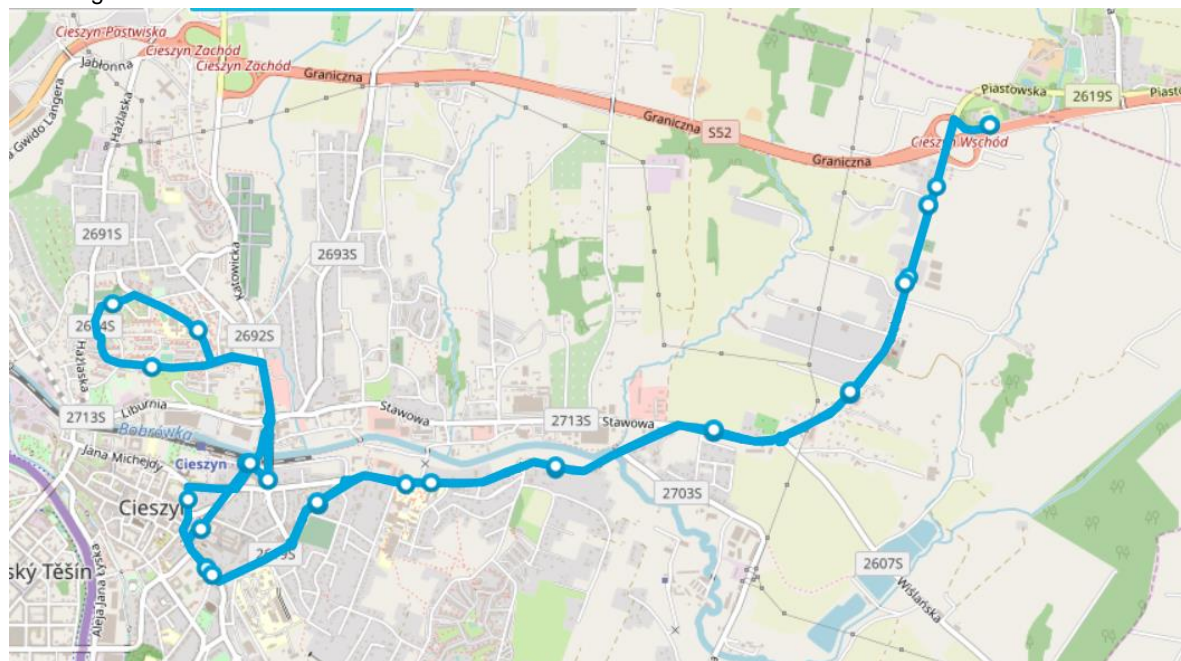 Cieszyn Pastwiska
Cieszyn Zachód
Cieszyn Zachód
Jabłonna
Hażlaska
Gwido Langera
Graniczna
Graniczna
S52
Graniczna
Piastowska
2619S
Cieszyn Wschód
2691S
2693S
Katowicka
2692S
Hażlaska
2713S
Liburnia
Bobrówka
Stawowa
2713S
Stawowa
Jana Michejdy
Cieszyn
Cieszyn
2703S
2607S
Wiślańska
ský Těšín
Aleja Jana Łyska